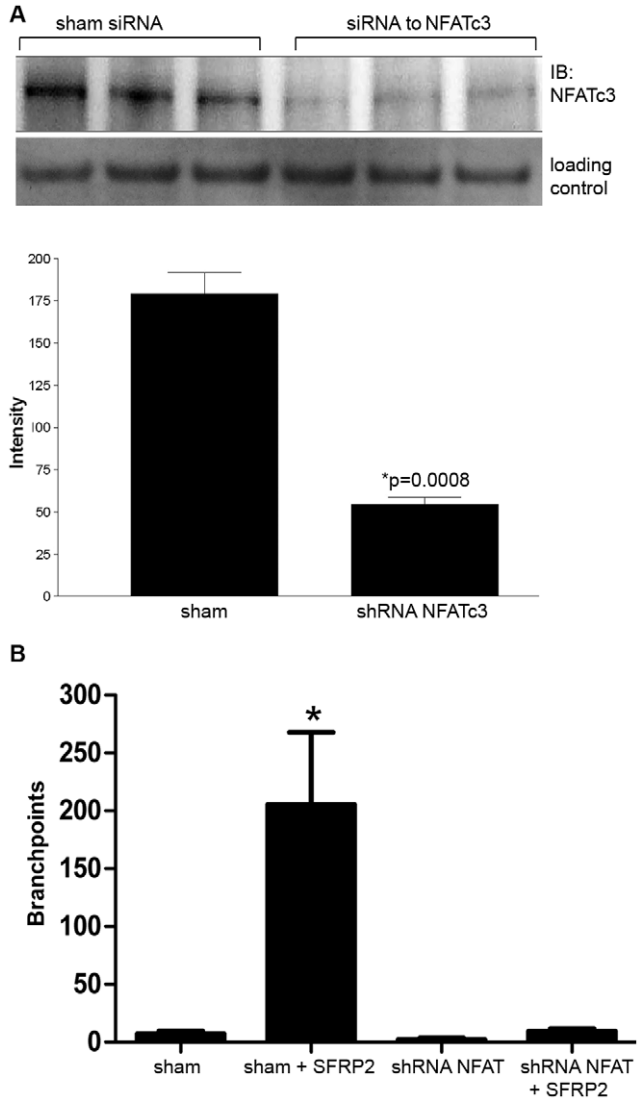 A
sham siRNA
siRNA to NFATc3
IB:
NFATc3
loading
control
200
175
150
125
100
75
50
25
0
Intensity
*p=0.0008
sham
shRNA NFATc3
B
300
250
200
150
100
50
0
Branchpoints
*
sham
sham + SFRP2
shRNA NFAT
shRNA NFAT
+ SFRP2